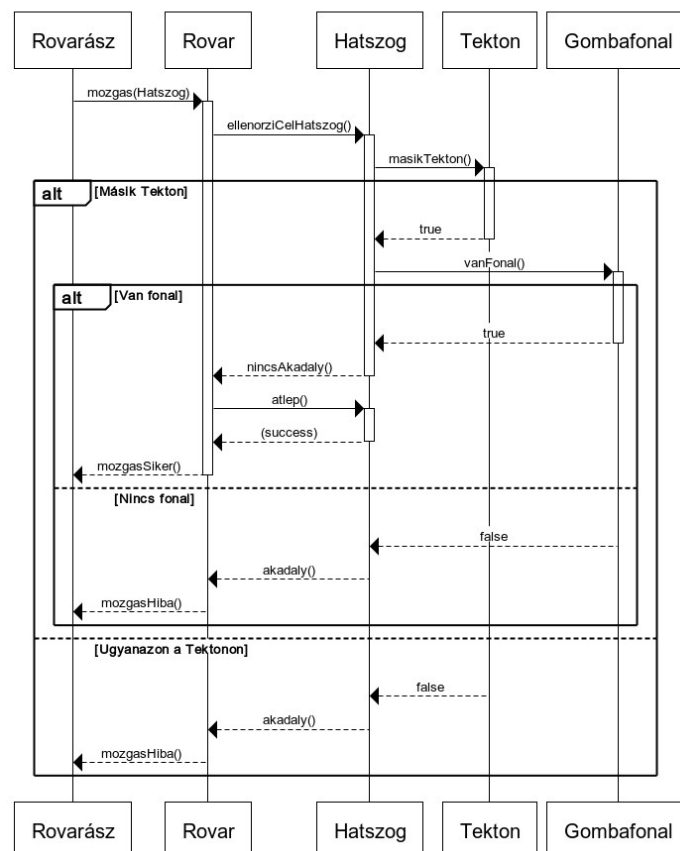 Rovarász Rovar Hatszog Tekton Gombafonal
mozgas(Hatszog)
ellenorziCelHatszog()
masikTekton()
alt [Másik Tekton]
true
vanFonal()
alt [Van fonal]
true
nincsAkadaly()
atlep()
(success)
mozgasSiker()
[Nincs fonal]
false
akadaly()
mozgasHiba()
[Ugyanazon a Tektonon]
false
akadaly()
mozgasHiba()
Rovarász Rovar Hatszog Tekton Gombafonal